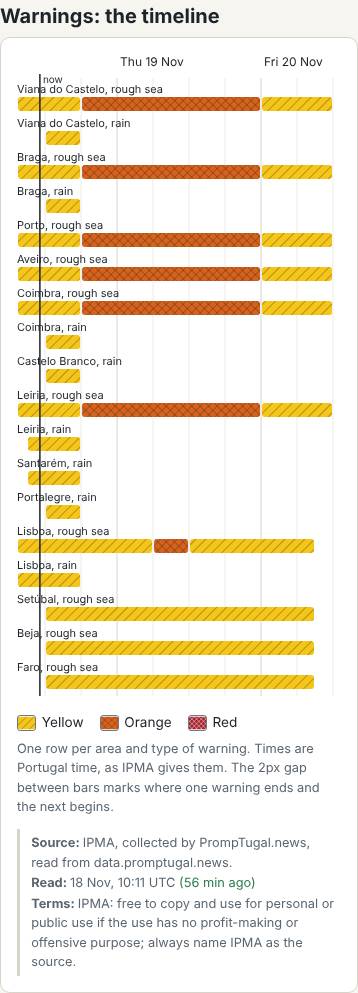 Warnings: the timeline
Thu 19 Nov
Fri 20 Nov
now
Viana do Castelo, rough sea
Viana do Castelo, rain
Braga, rough sea
Braga, rain
Porto, rough sea
Aveiro, rough sea
Coimbra, rough sea
Coimbra, rain
Castelo Branco, rain
Leiria, rough sea
Leiria, rain
Santarém, rain
Portalegre, rain
Lisboa, rough sea
Lisboa, rain
Setúbal, rough sea
Beja, rough sea
Faro, rough sea
Yellow
Orange
Red
One row per area and type of warning. Times are
Portugal time, as IPMA gives them. The 2px gap
between bars marks where one warning ends and
the next begins.
Source: IPMA, collected by PrompTugal.news,
read from data.promptugal.news.
Read: 18 Nov, 10:11 UTC (56 min ago)
Terms: IPMA: free to copy and use for personal or
public use if the use has no profit-making or
offensive purpose; always name IPMA as the
source.